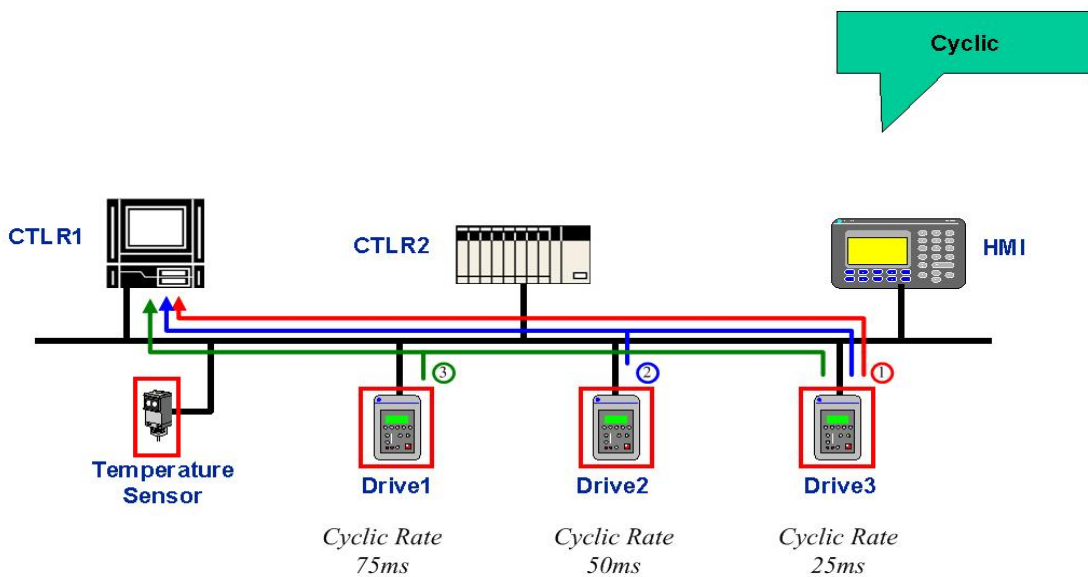 Cyclic
CTLR1
CTLR2
HMI
3
2
1
Temperature
Sensor
Drive1
Drive2
Drive3
Cyclic Rate
75ms
Cyclic Rate
50ms
Cyclic Rate
25ms